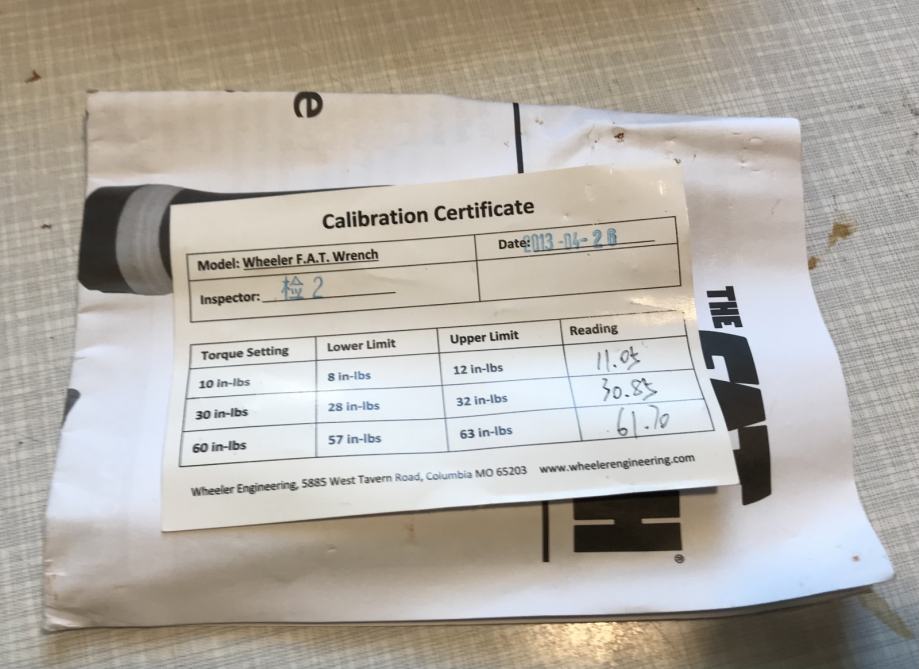 e
Calibration Certificate
Model: Wheeler F.A.T. Wrench
Date: 2013-04-26
Inspector: 检2
Torque Setting Lower Limit Upper Limit Reading
10 in-lbs 8 in-lbs 12 in-lbs 11.05
30 in-lbs 28 in-lbs 32 in-lbs 30.85
60 in-lbs 57 in-lbs 63 in-lbs 61.70
Wheeler Engineering, 5885 West Tavern Road, Columbia MO 65203 www.wheelerengineering.com
THE